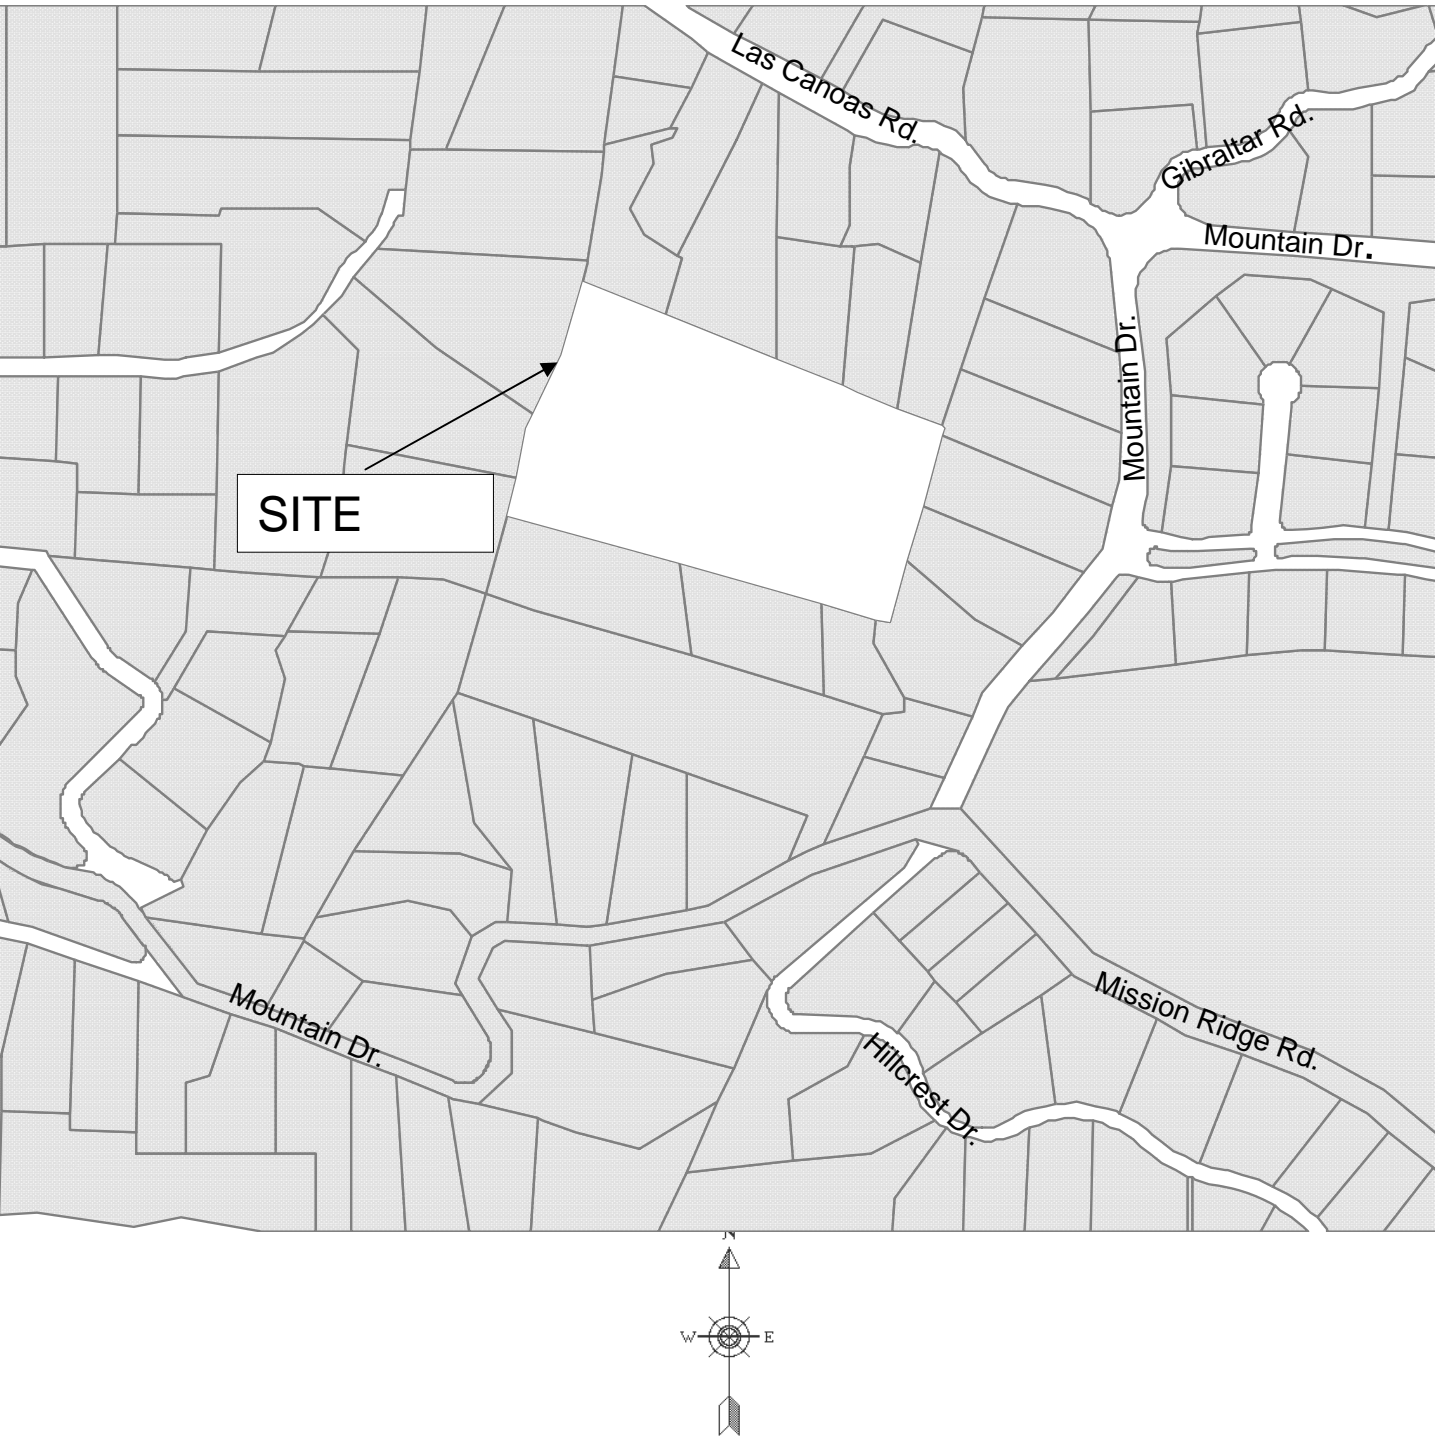 Las Canoas Rd.
Gibraltar Rd.
Mountain Dr.
Mountain Dr.
SITE
Mountain Dr.
Mission Ridge Rd.
Hillcrest Dr.
N
W E